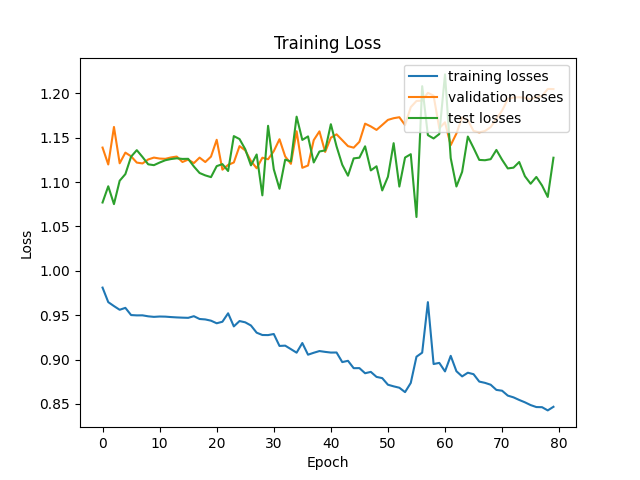 Training Loss
training losses
validation losses
test losses
1.20
1.15
1.10
1.05
1.00
0.95
0.90
0.85
Loss
0 10 20 30 40 50 60 70 80
Epoch